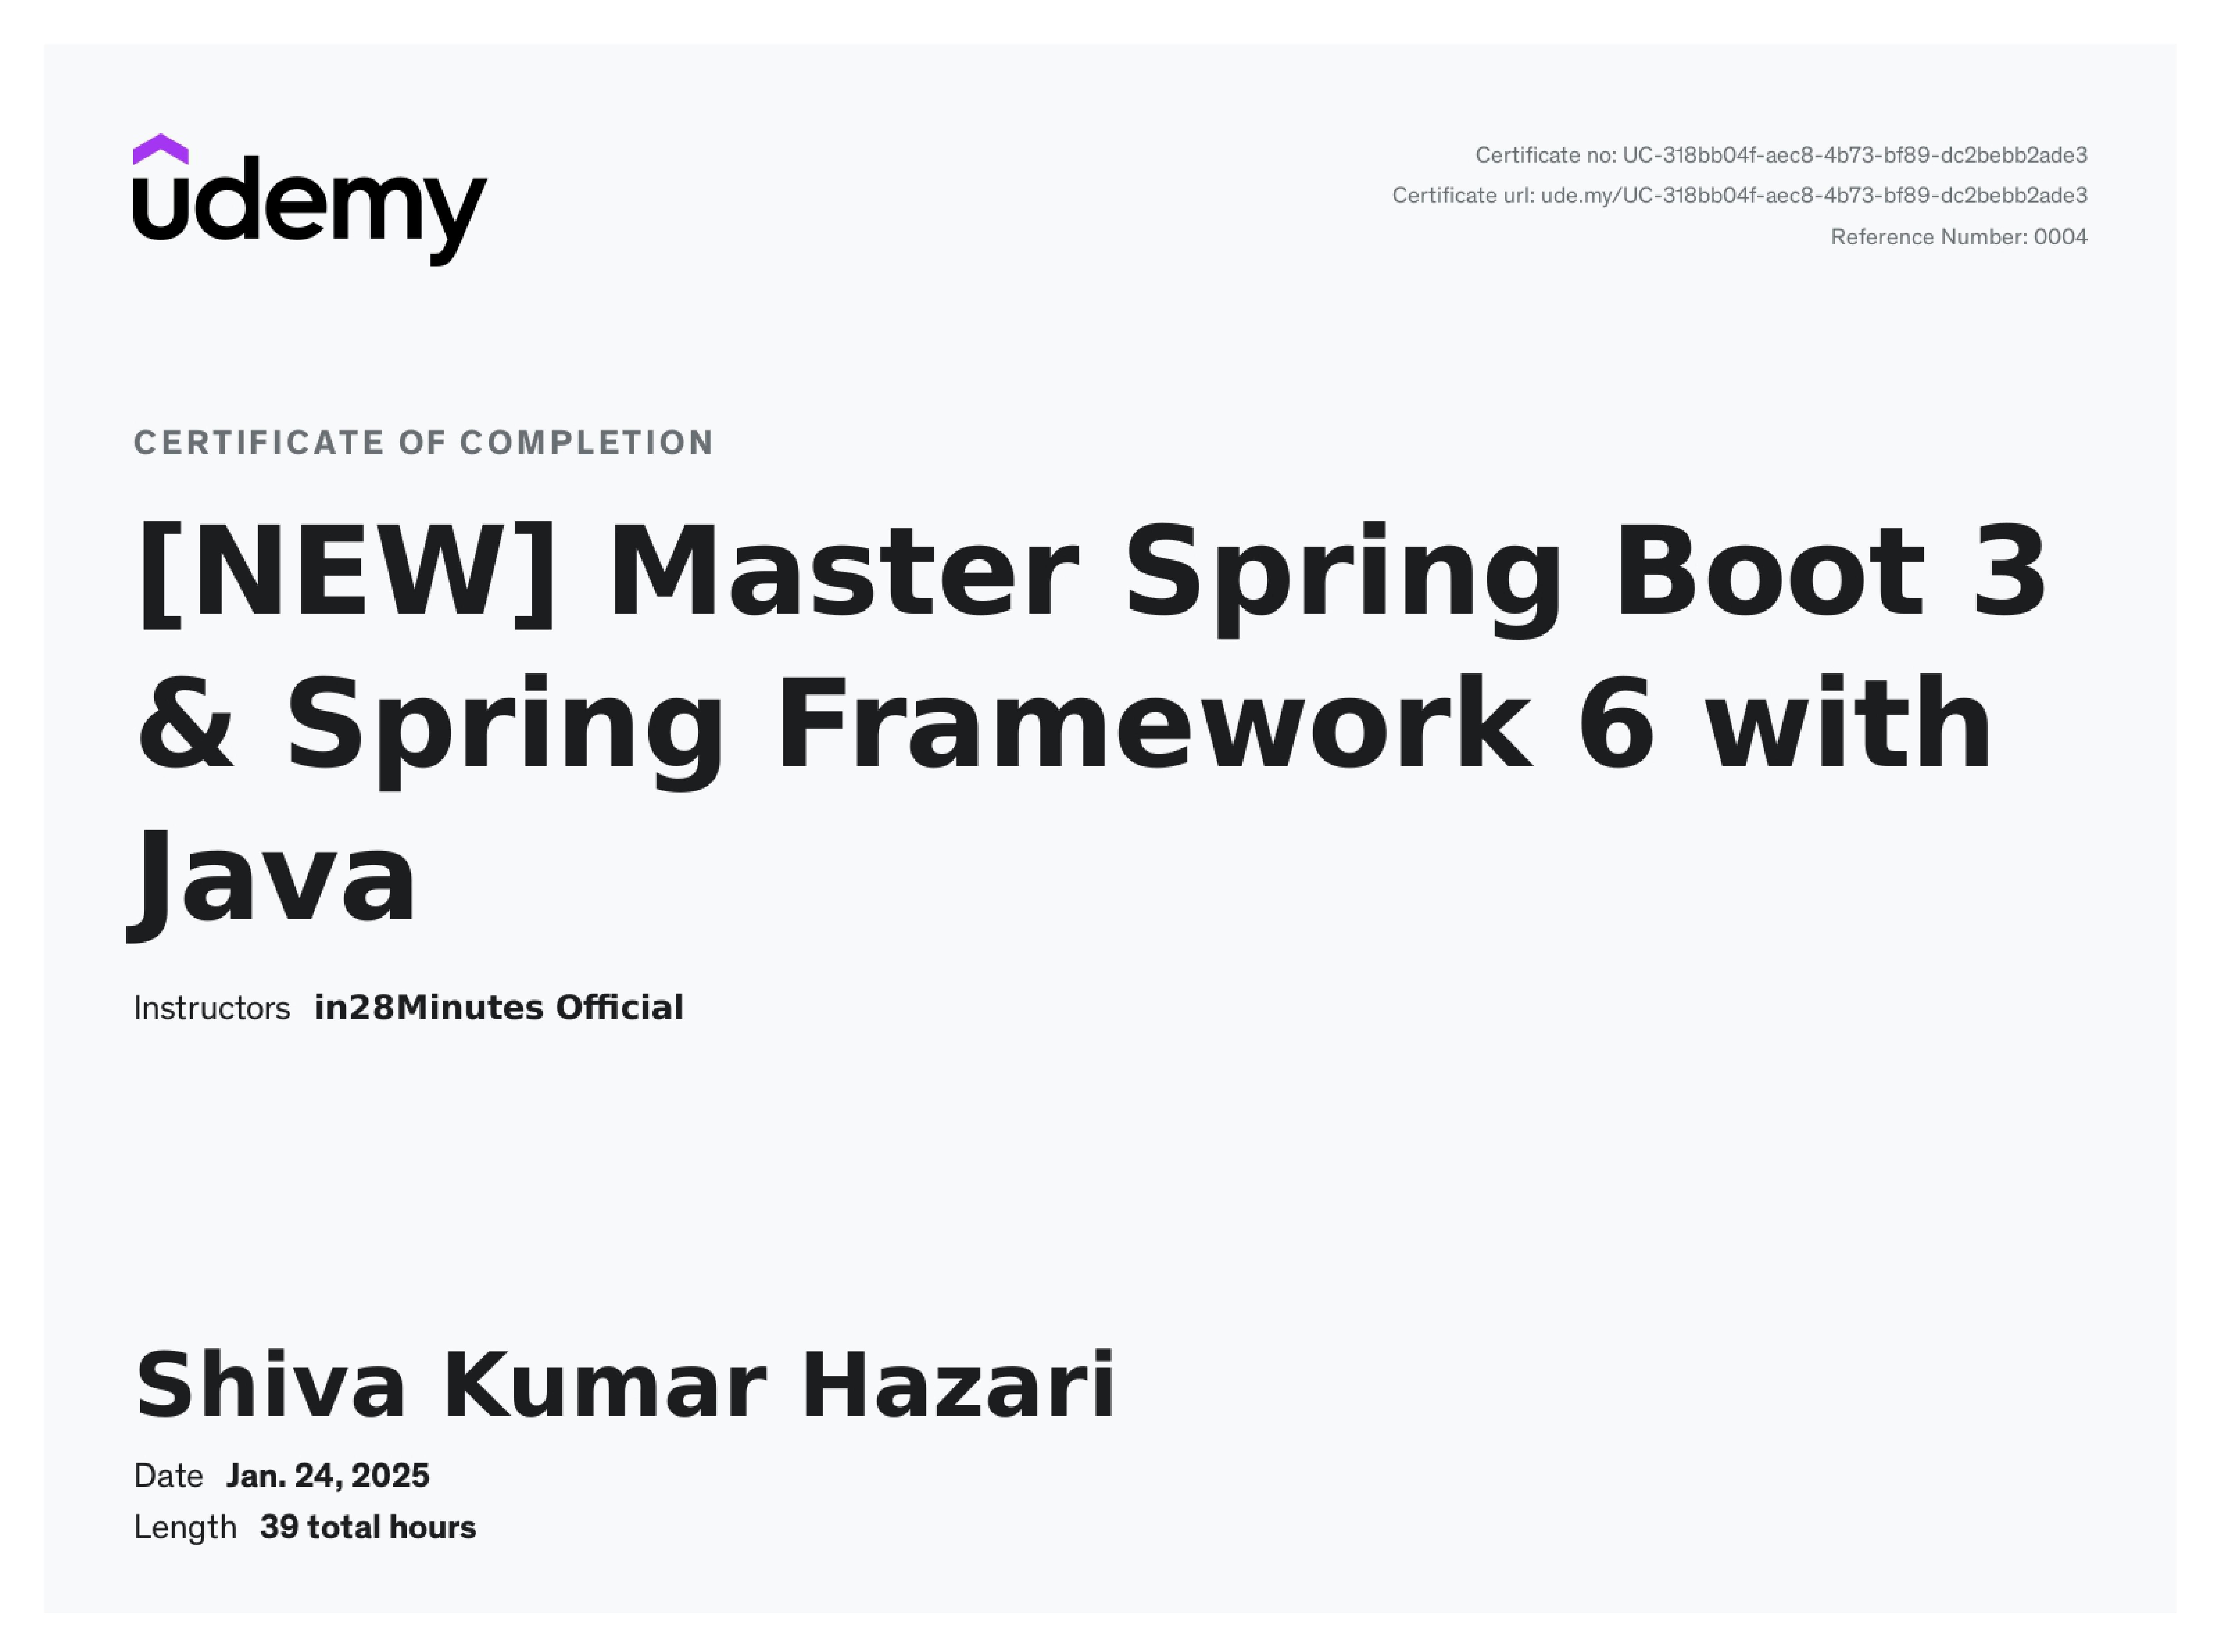 udemy
Certificate no: UC-318bb04f-aec8-4b73-bf89-dc2bebb2ade3
Certificate url: ude.my/UC-318bb04f-aec8-4b73-bf89-dc2bebb2ade3
Reference Number: 0004
CERTIFICATE OF COMPLETION
[NEW] Master Spring Boot 3
& Spring Framework 6 with
Java
Instructors in28Minutes Official
Shiva Kumar Hazari
Date Jan. 24, 2025
Length 39 total hours